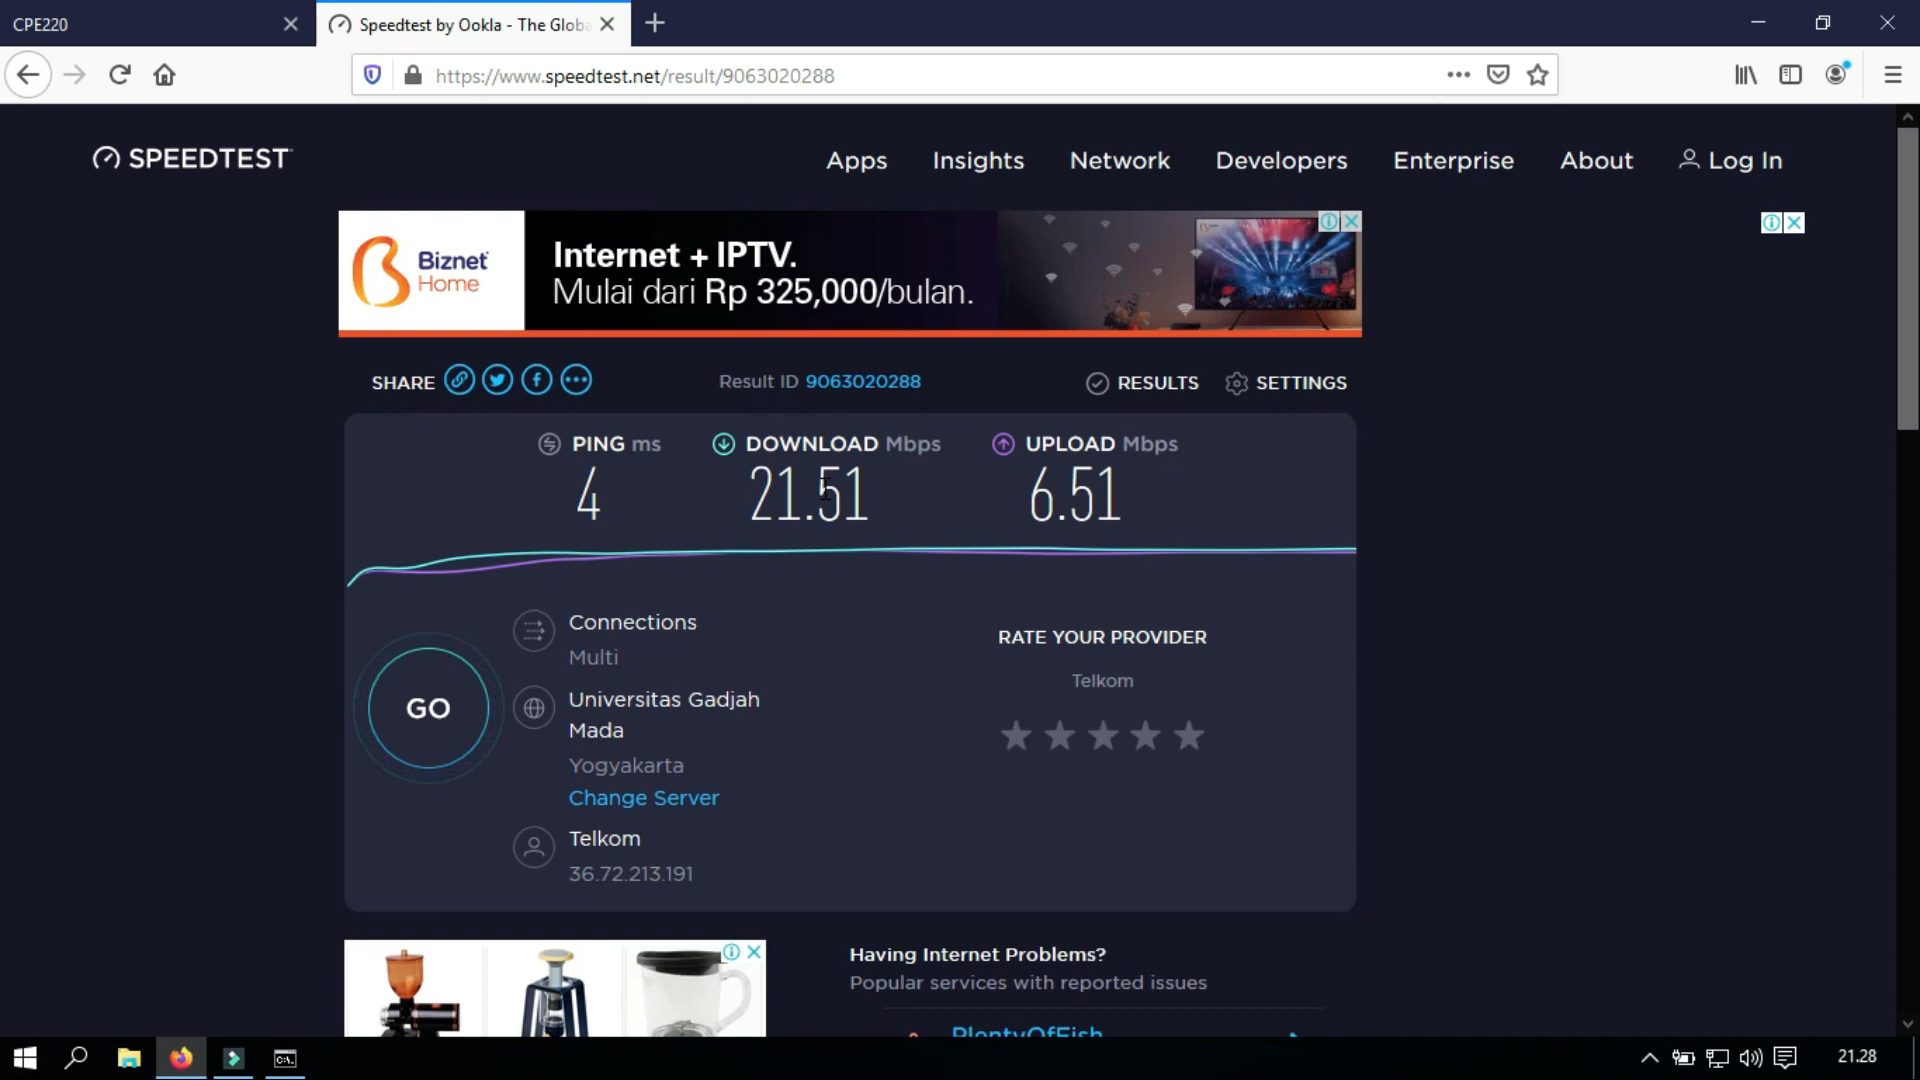 CPE220
Speedtest by Ookla - The Globa
https://www.speedtest.net/result/9063020288
SPEEDTEST
Apps
Insights
Network
Developers
Enterprise
About
Log In
Biznet
Home
Internet + IPTV.
Mulai dari Rp 325,000/bulan.
SHARE
Result ID 9063020288
RESULTS
SETTINGS
PING ms
4
DOWNLOAD Mbps
21.51
UPLOAD Mbps
6.51
GO
Connections
Multi
Universitas Gadjah
Mada
Yogyakarta
Change Server
Telkom
36.72.213.191
RATE YOUR PROVIDER
Telkom
Having Internet Problems?
Popular services with reported issues
PlentyOfFish
21.28